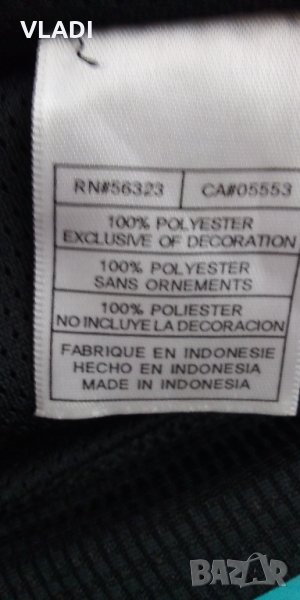 VLADI
RN#56323 CA#05553
100% POLYESTER
EXCLUSIVE OF DECORATION
100% POLYESTER
SANS ORNEMENTS
100% POLIESTER
NO INCLUYE LA DECORACION
FABRIQUE EN INDONESIE
HECHO EN INDONESIA
MADE IN INDONESIA
BAZAR